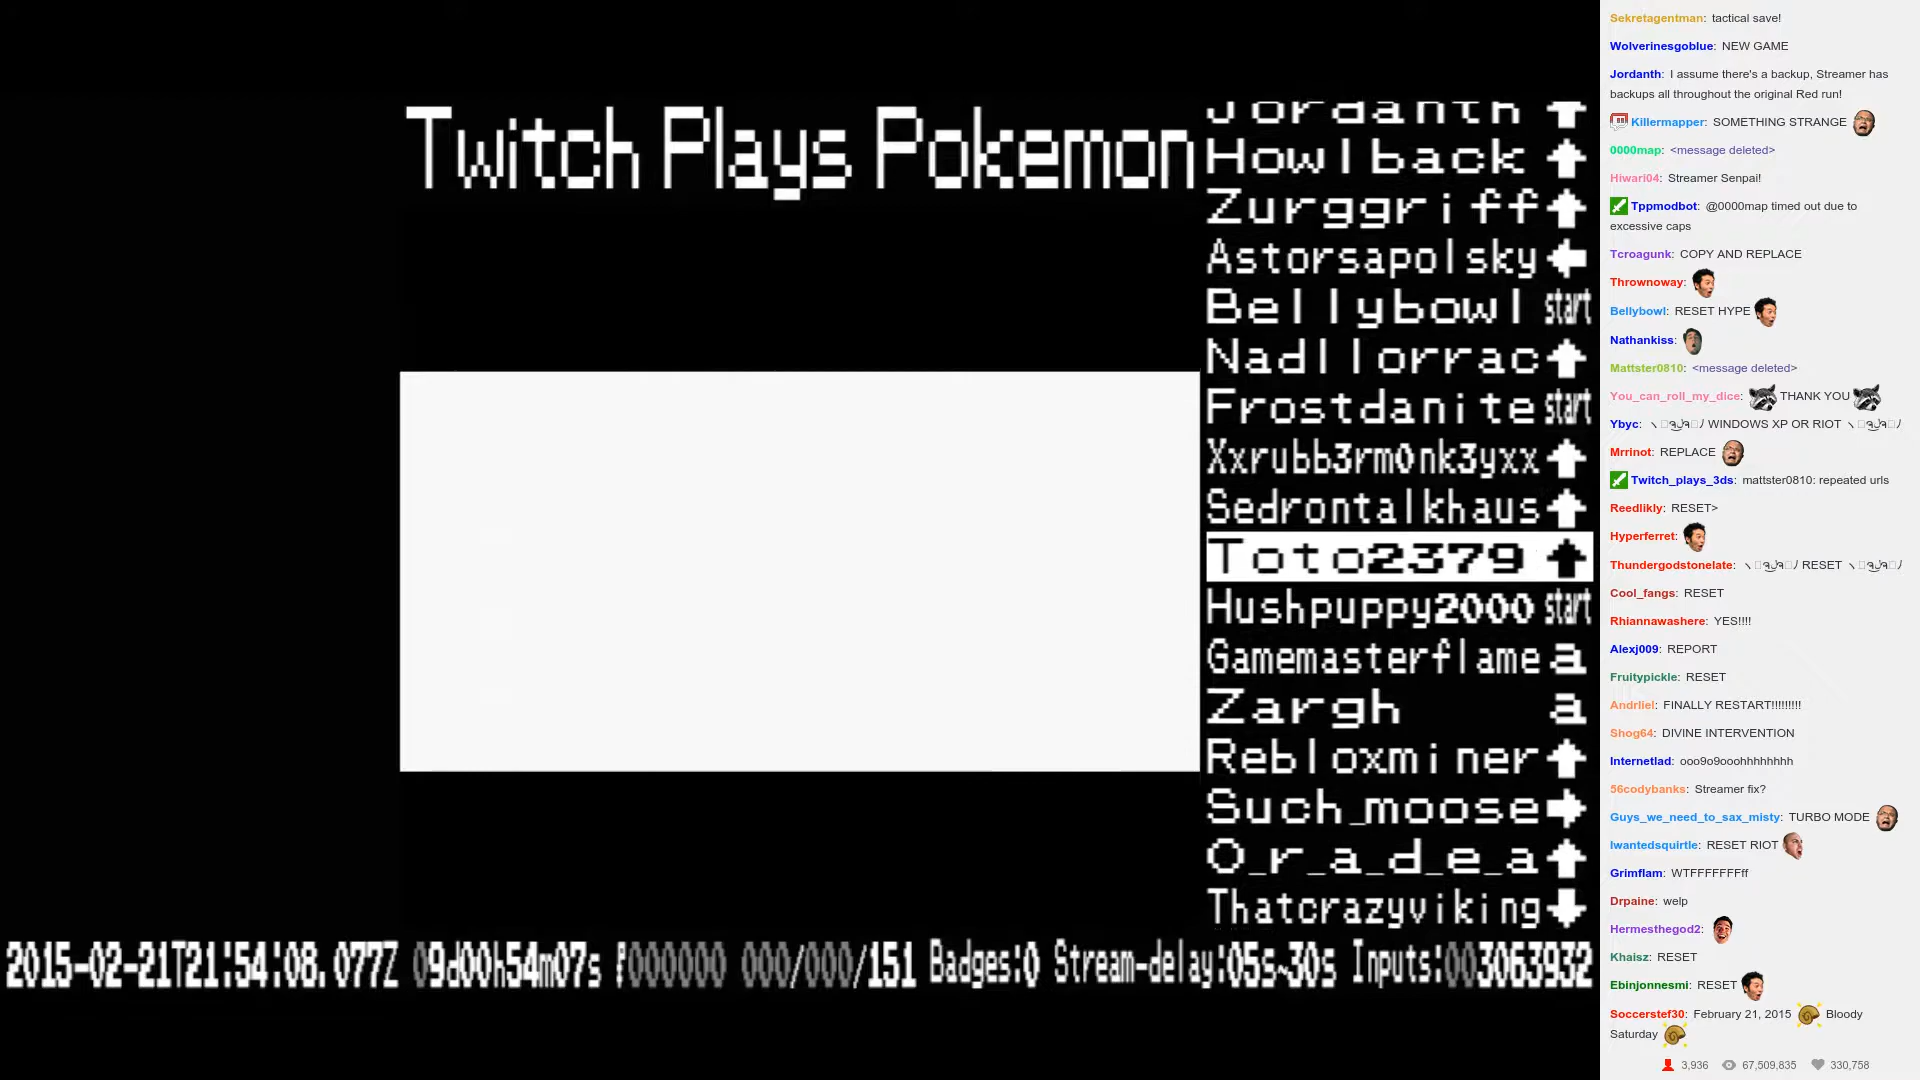 Twitch Plays Pokemon
Jordanth
Howlback
Zurggriff
Astorsapolsky
Bellybowl start
Nadllorrac
Frostdanite start
Xxrubb3rm0nk3yxx
Sedrontalkhaus
Toto2379
Hushpuppy2000 start
Gamemasterflame a
Zargh a
Rebloxminer
Such_moose
O_r_a_d_e_a
Thatcrazyviking
2015-02-21T21:54:08.077Z 09d00h54m07s ₽000000 000/000/151 Badges:0 Stream-delay:05s~30s Inputs:003063932
Sekretagentman: tactical save!
Wolverinesgoblue: NEW GAME
Jordanth: I assume there's a backup, Streamer has
backups all throughout the original Red run!
Killermapper: SOMETHING STRANGE
0000map: <message deleted>
Hiwari04: Streamer Senpai!
Tppmodbot: @0000map timed out due to
excessive caps
Tcroagunk: COPY AND REPLACE
Thrownoway:
Bellybowl: RESET HYPE
Nathankiss:
Mattster0810: <message deleted>
You_can_roll_my_dice: THANK YOU
Ybyc: WINDOWS XP OR RIOT
Mrrinot: REPLACE
Twitch_plays_3ds: mattster0810: repeated urls
Reedlikly: RESET>
Hyperferret:
Thundergodstonelate: RESET
Cool_fangs: RESET
Rhiannawashere: YES!!!!
Alexj009: REPORT
Fruitypickle: RESET
Andrliel: FINALLY RESTART!!!!!!!!!
Shog64: DIVINE INTERVENTION
Internetlad: ooo9o9ooohhhhhhhh
56codybanks: Streamer fix?
Guys_we_need_to_sax_misty: TURBO MODE
Iwantedsquirtle: RESET RIOT
Grimflam: WTFFFFFFFff
Drpaine: welp
Hermesthegod2:
Khaisz: RESET
Ebinjonnesmi: RESET
Soccerstef30: February 21, 2015 Bloody
Saturday
3,936 67,509,835 330,758